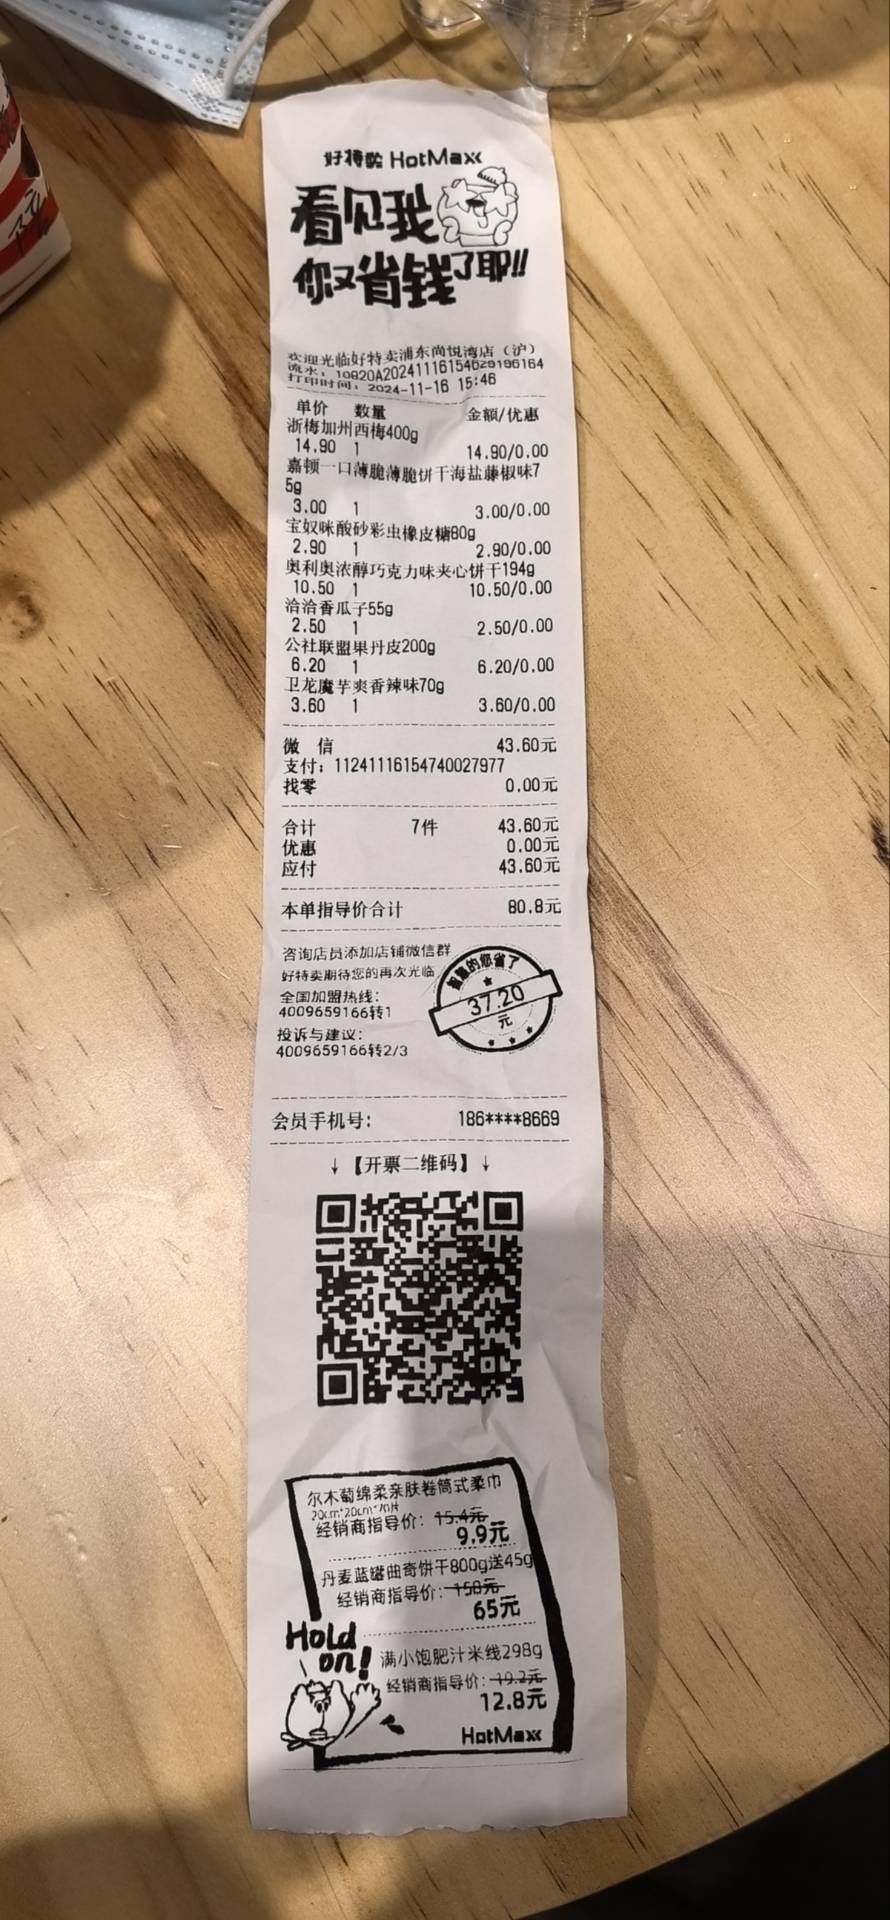 好特卖 HotMaxx
看见我
你又省钱了耶!!
欢迎光临好特卖浦东尚悦湾店（沪）
流水：10820A20241116154629196164
打印时间：2024-11-16 15:46
单价 数量 金额/优惠
浙梅加州西梅400g
14.90 1 14.90/0.00
嘉顿一口薄脆薄脆饼干海盐藤椒味7
5g
3.00 1 3.00/0.00
宝奴咪酸砂彩虫橡皮糖80g
2.90 1 2.90/0.00
奥利奥浓醇巧克力味夹心饼干194g
10.50 1 10.50/0.00
洽洽香瓜子55g
2.50 1 2.50/0.00
公社联盟果丹皮200g
6.20 1 6.20/0.00
卫龙魔芋爽香辣味70g
3.60 1 3.60/0.00
微 信 43.60元
支付：11241116154740027977
找零 0.00元
合计 7件 43.60元
优惠 0.00元
应付 43.60元
本单指导价合计 80.8元
咨询店员添加店铺微信群
好特卖期待您的再次光临
全国加盟热线：
4009659166转1
投诉与建议：
4009659166转2/3
智慧的您省了
37.20
元
会员手机号： 186****8669
↓【开票二维码】↓
尔木萄绵柔亲肤卷筒式柔巾
20cm*20cm*70片
经销商指导价：15.4元
9.9元
丹麦蓝罐曲奇饼干800g送45g
经销商指导价：158元
65元
Hold
on!
满小饱肥汁米线298g
经销商指导价：19.2元
12.8元
HotMaxx